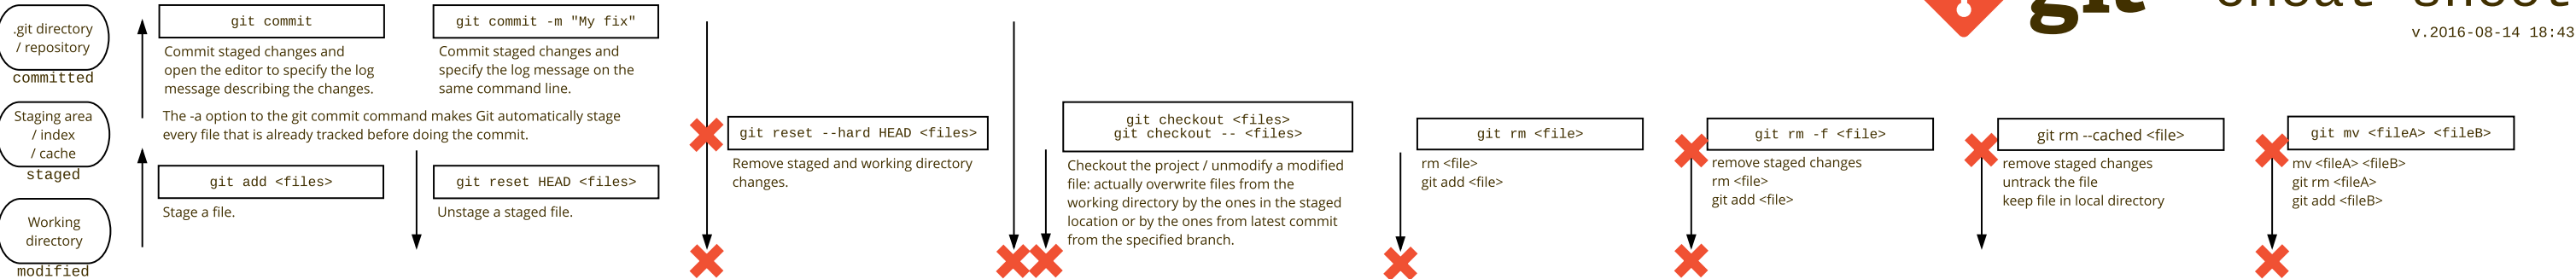 .git directory
/ repository
committed
Staging area
/ index
/ cache
staged
Working
directory
modified
git commit
Commit staged changes and
open the editor to specify the log
message describing the changes.
git commit -m "My fix"
Commit staged changes and
specify the log message on the
same command line.
The -a option to the git commit command makes Git automatically stage
every file that is already tracked before doing the commit.
git add <files>
Stage a file.
git reset HEAD <files>
Unstage a staged file.
git reset --hard HEAD <files>
Remove staged and working directory
changes.
git checkout <files>
git checkout -- <files>
Checkout the project / unmodify a modified
file: actually overwrite files from the
working directory by the ones in the staged
location or by the ones from latest commit
from the specified branch.
git rm <file>
rm <file>
git add <file>
git rm -f <file>
remove staged changes
rm <file>
git add <file>
git rm --cached <file>
remove staged changes
untrack the file
keep file in local directory
git mv <fileA> <fileB>
mv <fileA> <fileB>
git rm <fileA>
git add <fileB>
git
v.2016-08-14 18:43